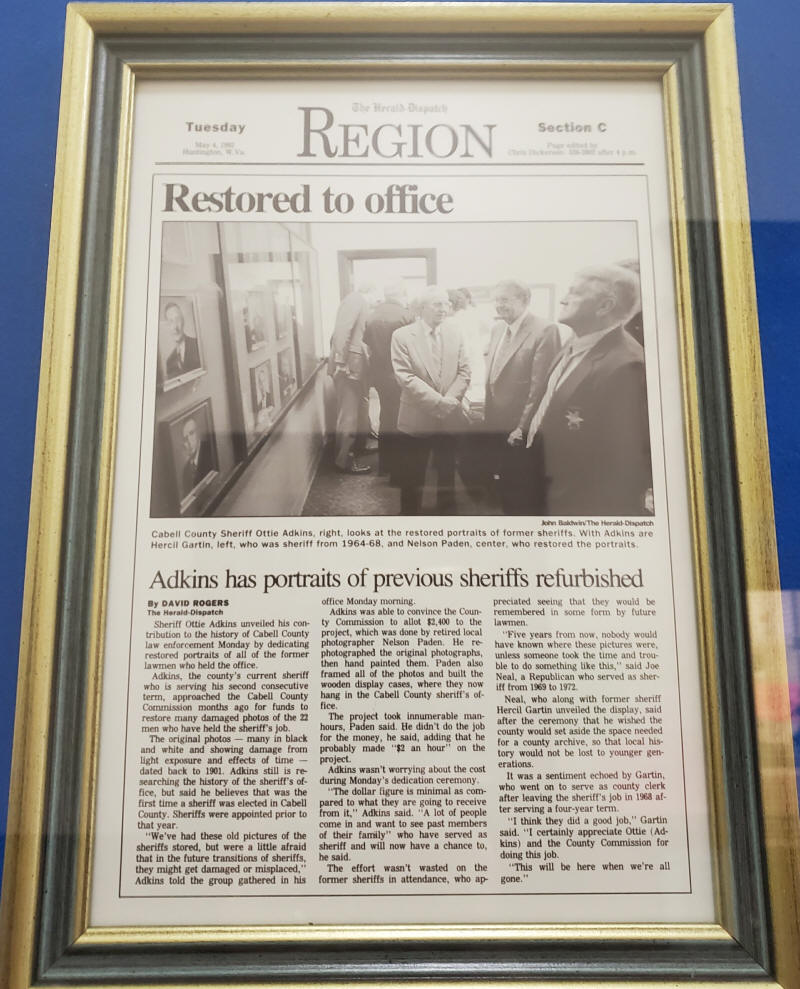 The Herald-Dispatch
Tuesday
REGION
Section C
May 4, 1993
Huntington, W.Va.
Page edited by
Chris Dickerson: 526-2802 after 4 p.m.
Restored to office
John Baldwin/The Herald-Dispatch
Cabell County Sheriff Ottie Adkins, right, looks at the restored portraits of former sheriffs. With Adkins are
Hercil Gartin, left, who was sheriff from 1964-68, and Nelson Paden, center, who restored the portraits.
Adkins has portraits of previous sheriffs refurbished
By DAVID ROGERS
The Herald-Dispatch
Sheriff Ottie Adkins unveiled his con-
tribution to the history of Cabell County
law enforcement Monday by dedicating
restored portraits of all of the former
lawmen who held the office.
Adkins, the county's current sheriff
who is serving his second consecutive
term, approached the Cabell County
Commission months ago for funds to
restore many damaged photos of the 22
men who have held the sheriff's job.
The original photos — many in black
and white and showing damage from
light exposure and effects of time —
dated back to 1901. Adkins still is re-
searching the history of the sheriff's of-
fice, but said he believes that was the
first time a sheriff was elected in Cabell
County. Sheriffs were appointed prior to
that year.
"We've had these old pictures of the
sheriffs stored, but were a little afraid
that in the future transitions of sheriffs,
they might get damaged or misplaced,"
Adkins told the group gathered in his
office Monday morning.
Adkins was able to convince the Coun-
ty Commission to allot $2,400 to the
project, which was done by retired local
photographer Nelson Paden. He re-
photographed the original photographs,
then hand painted them. Paden also
framed all of the photos and built the
wooden display cases, where they now
hang in the Cabell County sheriff's of-
fice.
The project took innumerable man-
hours, Paden said. He didn't do the job
for the money, he said, adding that he
probably made "$2 an hour" on the
project.
Adkins wasn't worrying about the cost
during Monday's dedication ceremony.
"The dollar figure is minimal as com-
pared to what they are going to receive
from it," Adkins said. "A lot of people
come in and want to see past members
of their family" who have served as
sheriff and will now have a chance to,
he said.
The effort wasn't wasted on the
former sheriffs in attendance, who ap-
preciated seeing that they would be
remembered in some form by future
lawmen.
"Five years from now, nobody would
have known where these pictures were,
unless someone took the time and trou-
ble to do something like this," said Joe
Neal, a Republican who served as sher-
iff from 1969 to 1972.
Neal, who along with former sheriff
Hercil Gartin unveiled the display, said
after the ceremony that he wished the
county would set aside the space needed
for a county archive, so that local his-
tory would not be lost to younger gen-
erations.
It was a sentiment echoed by Gartin,
who went on to serve as county clerk
after leaving the sheriff's job in 1968 af-
ter serving a four-year term.
"I think they did a good job," Gartin
said. "I certainly appreciate Ottie (Ad-
kins) and the County Commission for
doing this job.
"This will be here when we're all
gone."